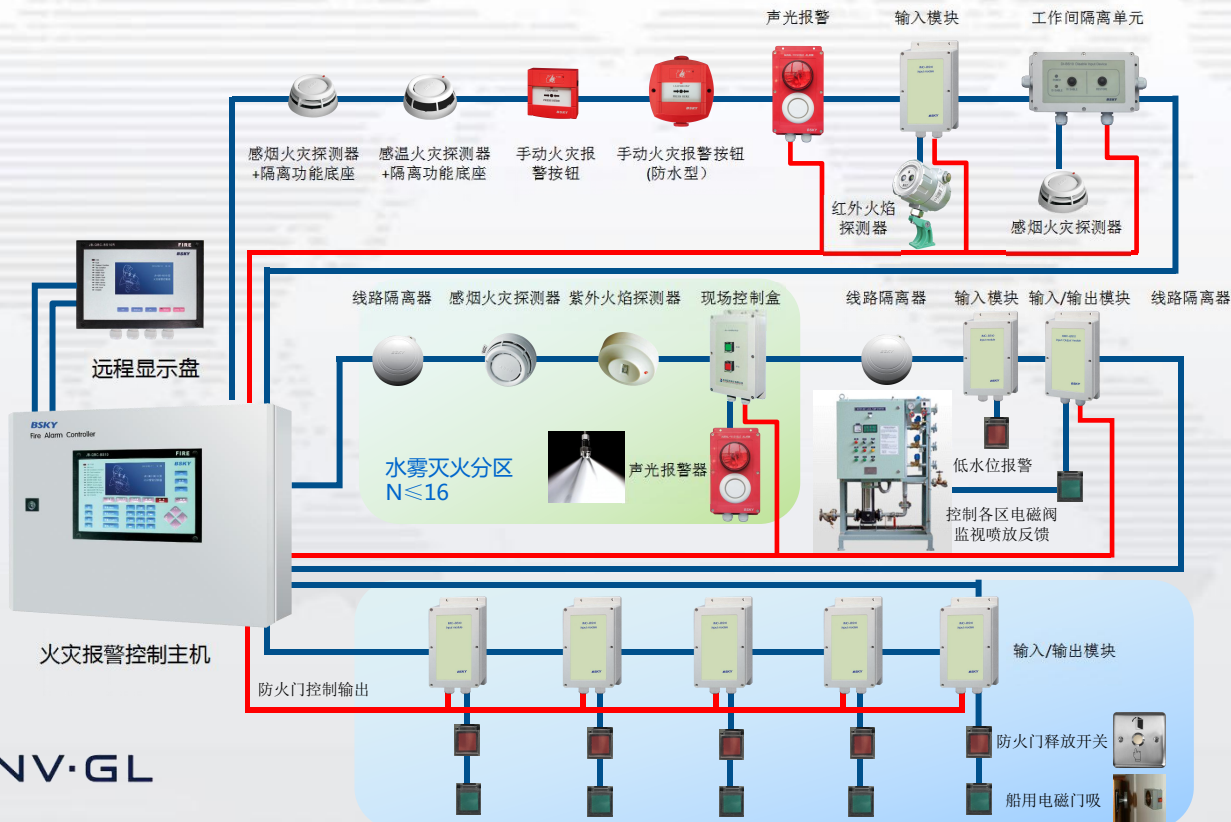 声光报警
输入模块
工作间隔离单元
感烟火灾探测器
+隔离功能底座
感温火灾探测器
+隔离功能底座
手动火灾报
警按钮
手动火灾报警按钮
(防水型)
红外火焰
探测器
感烟火灾探测器
FIRE
BSKY
远程显示盘
线路隔离器
感烟火灾探测器
紫外火焰探测器
现场控制盒
线路隔离器
输入模块
输入/输出模块
线路隔离器
BSKY
Fire Alarm Controller
FIRE
BSKY
水雾灭火分区
N≤16
声光报警器
低水位报警
控制各区电磁阀
监视喷放反馈
火灾报警控制主机
输入/输出模块
防火门控制输出
防火门释放开关
船用电磁门吸
NV·GL